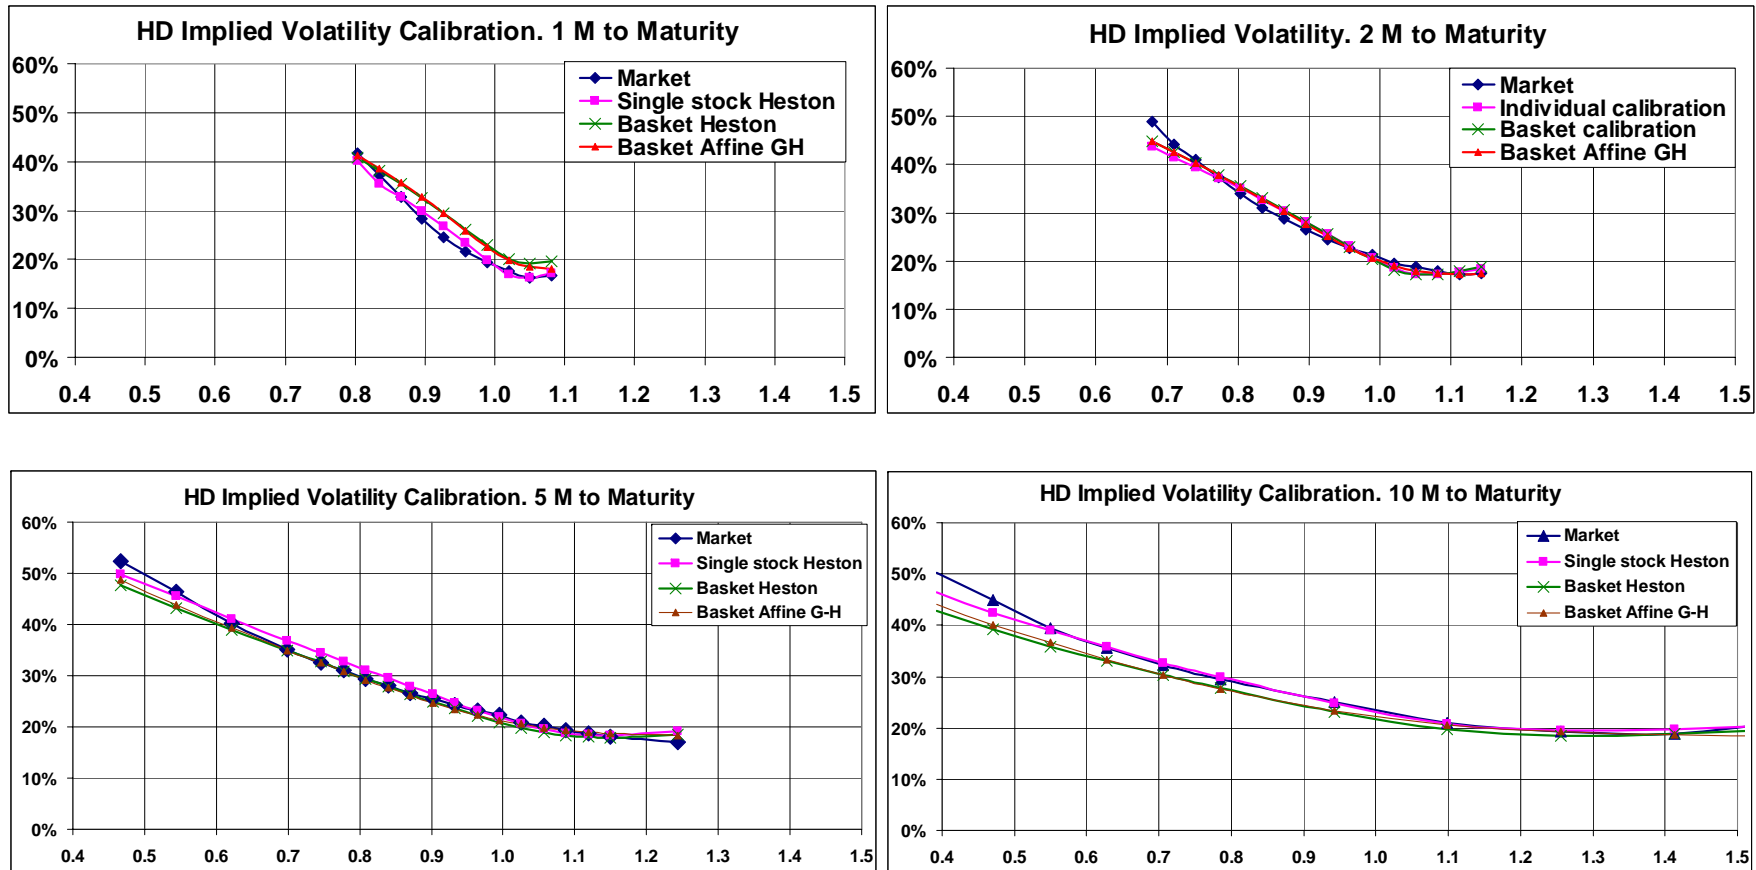 HD Implied Volatility Calibration. 1 M to Maturity
60%
50%
40%
30%
20%
10%
0%
Market
Single stock Heston
Basket Heston
Basket Affine GH
0.4 0.5 0.6 0.7 0.8 0.9 1.0 1.1 1.2 1.3 1.4 1.5
HD Implied Volatility. 2 M to Maturity
60%
50%
40%
30%
20%
10%
0%
Market
Individual calibration
Basket calibration
Basket Affine GH
0.4 0.5 0.6 0.7 0.8 0.9 1.0 1.1 1.2 1.3 1.4 1.5
HD Implied Volatility Calibration. 5 M to Maturity
60%
50%
40%
30%
20%
10%
0%
Market
Single stock Heston
Basket Heston
Basket Affine G-H
0.4 0.5 0.6 0.7 0.8 0.9 1.0 1.1 1.2 1.3 1.4 1.5
HD Implied Volatility Calibration. 10 M to Maturity
60%
50%
40%
30%
20%
10%
0%
Market
Single stock Heston
Basket Heston
Basket Affine G-H
0.4 0.5 0.6 0.7 0.8 0.9 1.0 1.1 1.2 1.3 1.4 1.5